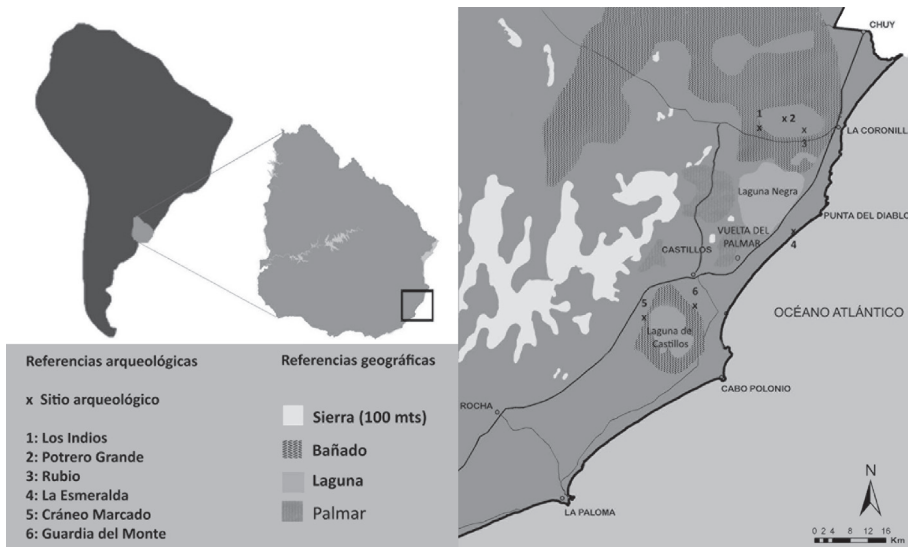 Referencias arqueológicas
x Sitio arqueológico
1: Los Indios
2: Potrero Grande
3: Rubio
4: La Esmeralda
5: Cráneo Marcado
6: Guardia del Monte
Referencias geográficas
Sierra (100 mts)
Bañado
Laguna
Palmar
CHUY
1
x
x 2
x
3
LA CORONILL
Laguna Negra
PUNTA DEL DIABLO
x
4
VUELTA DEL
PALMAR
CASTILLOS
OCÉANO ATLÁNTICO
5
x
6
x
Laguna de
Castillos
CABO POLONIO
ROCHA
LA PALOMA
N
0 2 4 8 12 16
Km